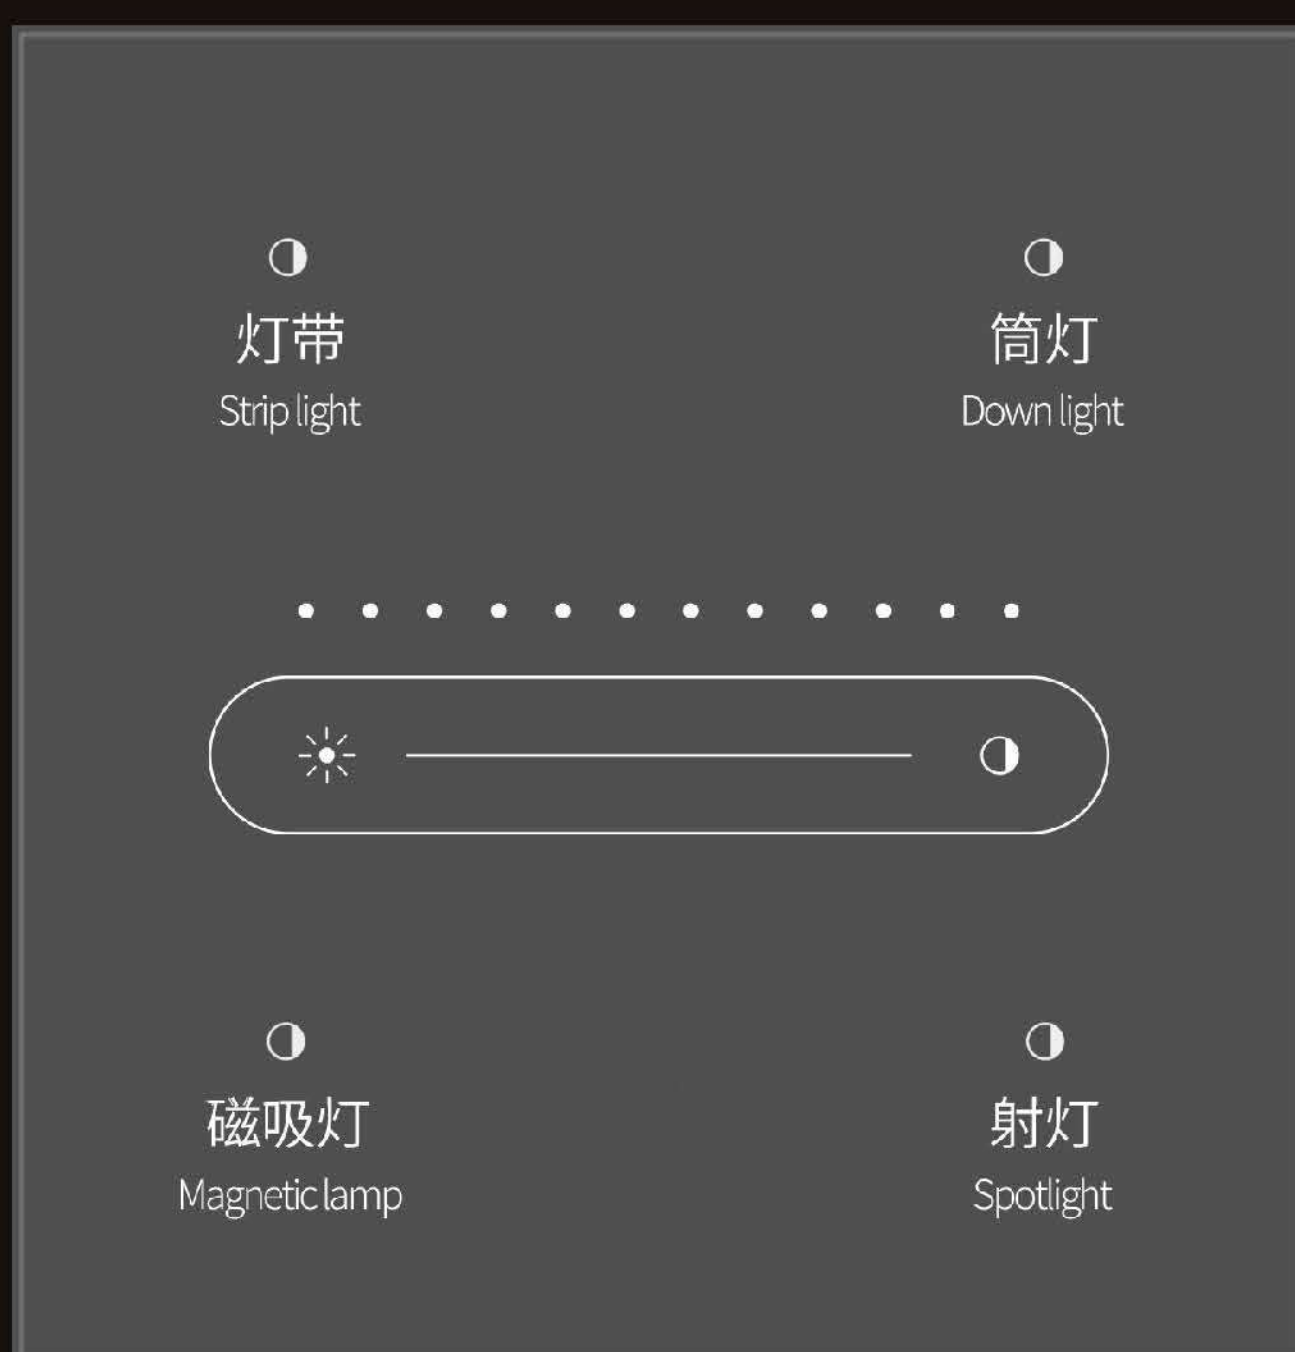 灯带
Strip light
筒灯
Down light
磁吸灯
Magnetic lamp
射灯
Spotlight